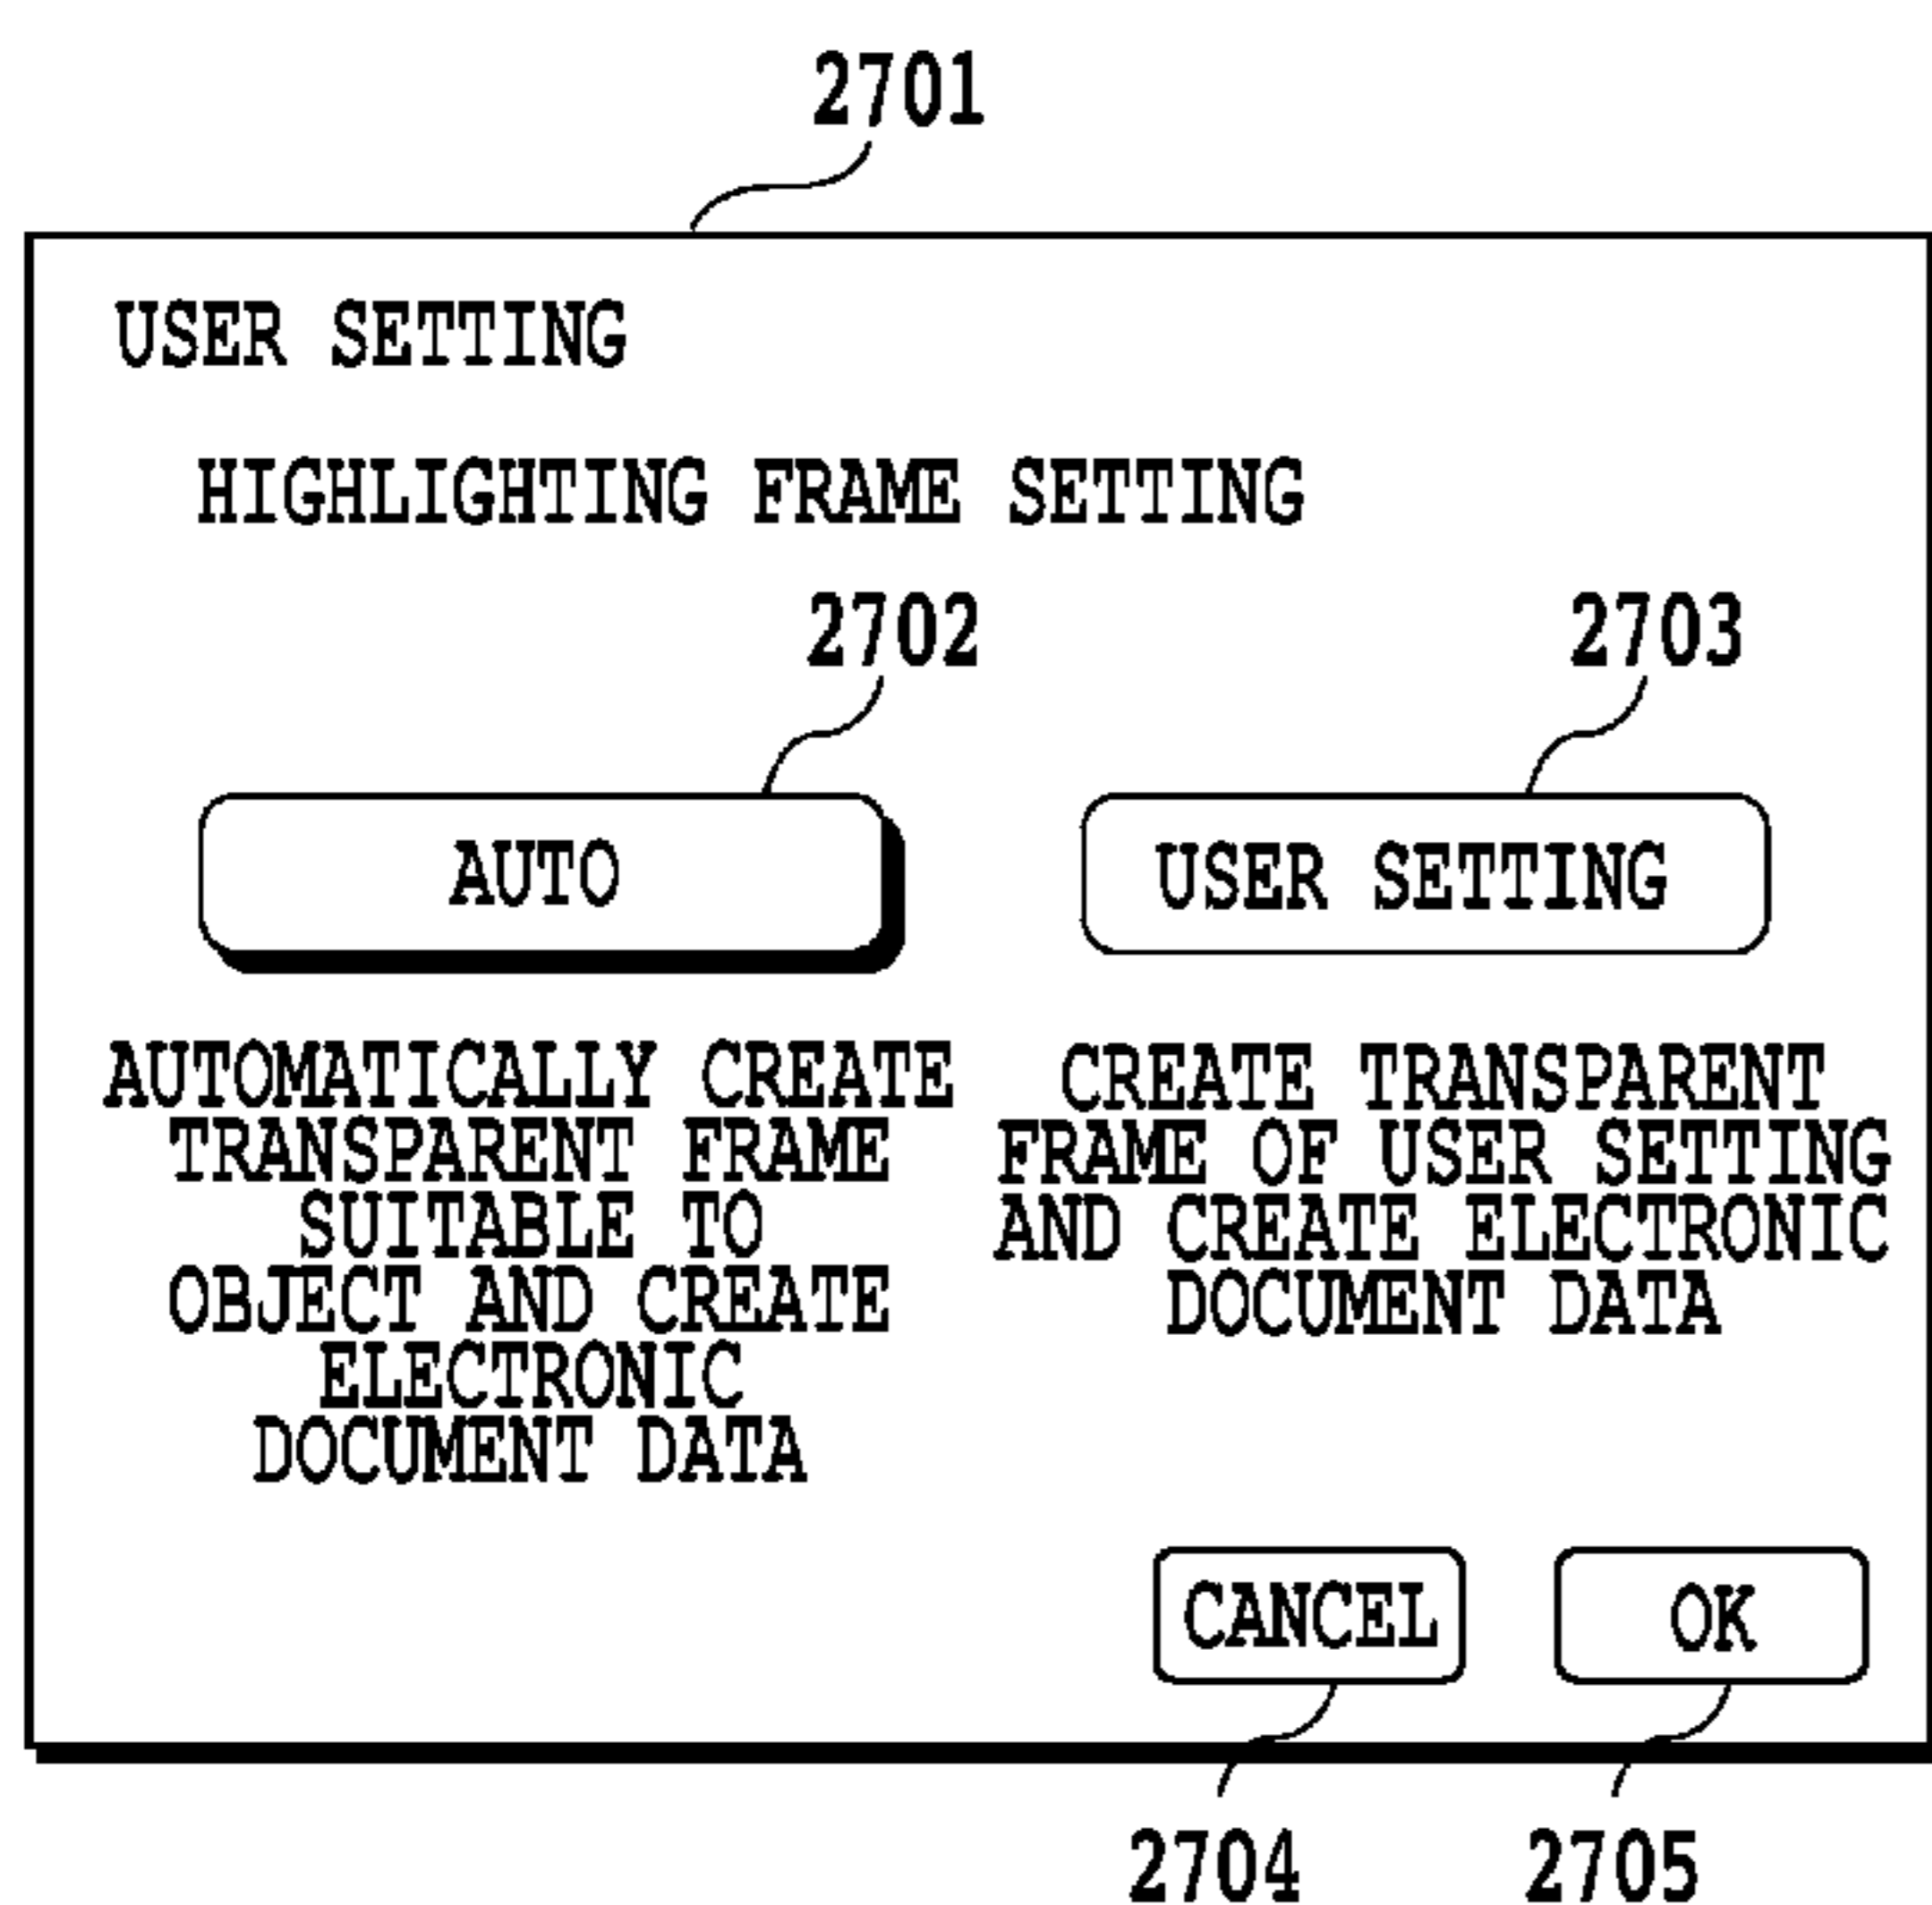 2701
USER SETTING
HIGHLIGHTING FRAME SETTING
2702
2703
AUTO
USER SETTING
AUTOMATICALLY CREATE
TRANSPARENT FRAME
SUITABLE TO
OBJECT AND CREATE
ELECTRONIC
DOCUMENT DATA
CREATE TRANSPARENT
FRAME OF USER SETTING
AND CREATE ELECTRONIC
DOCUMENT DATA
CANCEL
OK
2704
2705